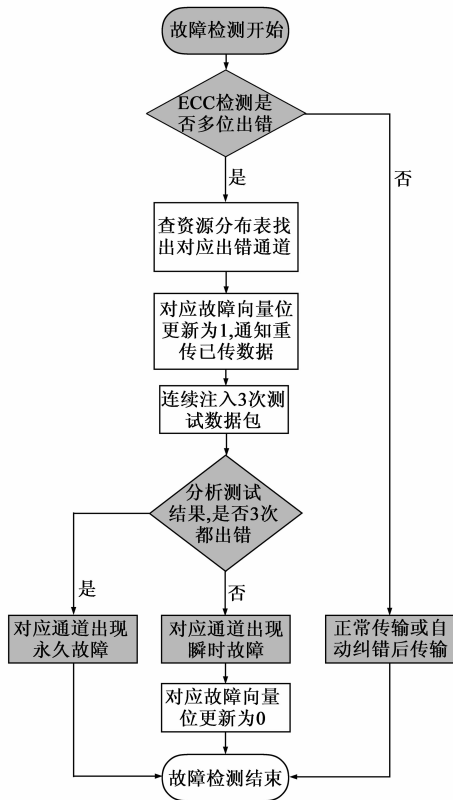 故障检测开始
ECC检测是
否多位出错
是
否
查资源分布表找
出对应出错通道
对应故障向量位
更新为1,通知重
传已传数据
连续注入3次测
试数据包
分析测试
结果,是否3次
都出错
是
否
对应通道出现
永久故障
对应通道出现
瞬时故障
正常传输或自
动纠错后传输
对应故障向量
位更新为0
故障检测结束